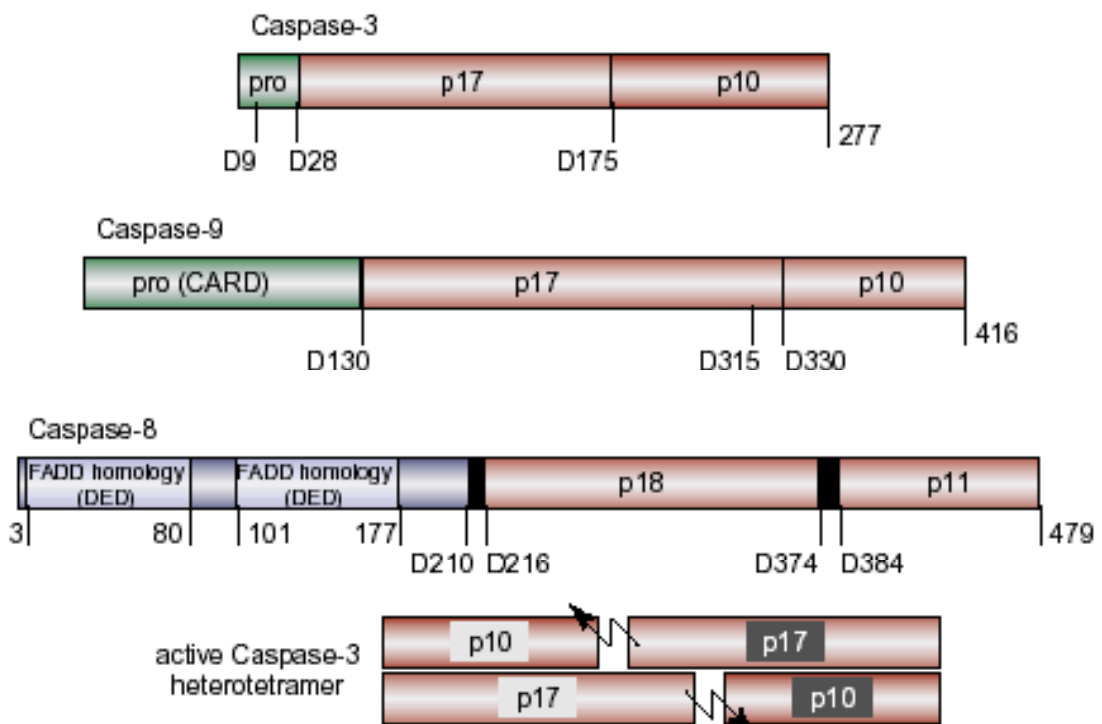 Caspase-3
pro p17 p10
D9 D28 D175 277
Caspase-9
pro (CARD) p17 p10
D130 D315 D330 416
Caspase-8
FADD homology (DED) FADD homology (DED) p18 p11
3 80 101 177 D210 D216 D374 D384 479
active Caspase-3
heterotetramer
p10 p17
p17 p10